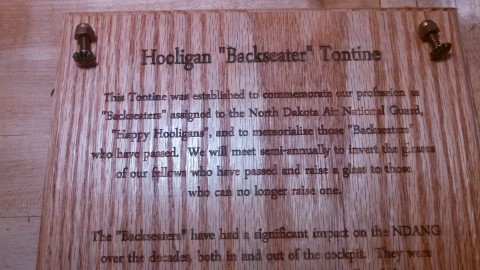 Hooligan "Backseater" Tontine
This Tontine was established to commemorate our profession as
"Backseaters" assigned to the North Dakota Air National Guard,
"Happy Hooligans", and to memorialize those "Backseaters"
who have passed. We will meet semi-annually to invert the glasses
of our fellows who have passed and raise a glass to those
who can no longer raise one.
The "Backseaters" have had a significant impact on the NDANG
over the decades, both in and out of the cockpit. They were